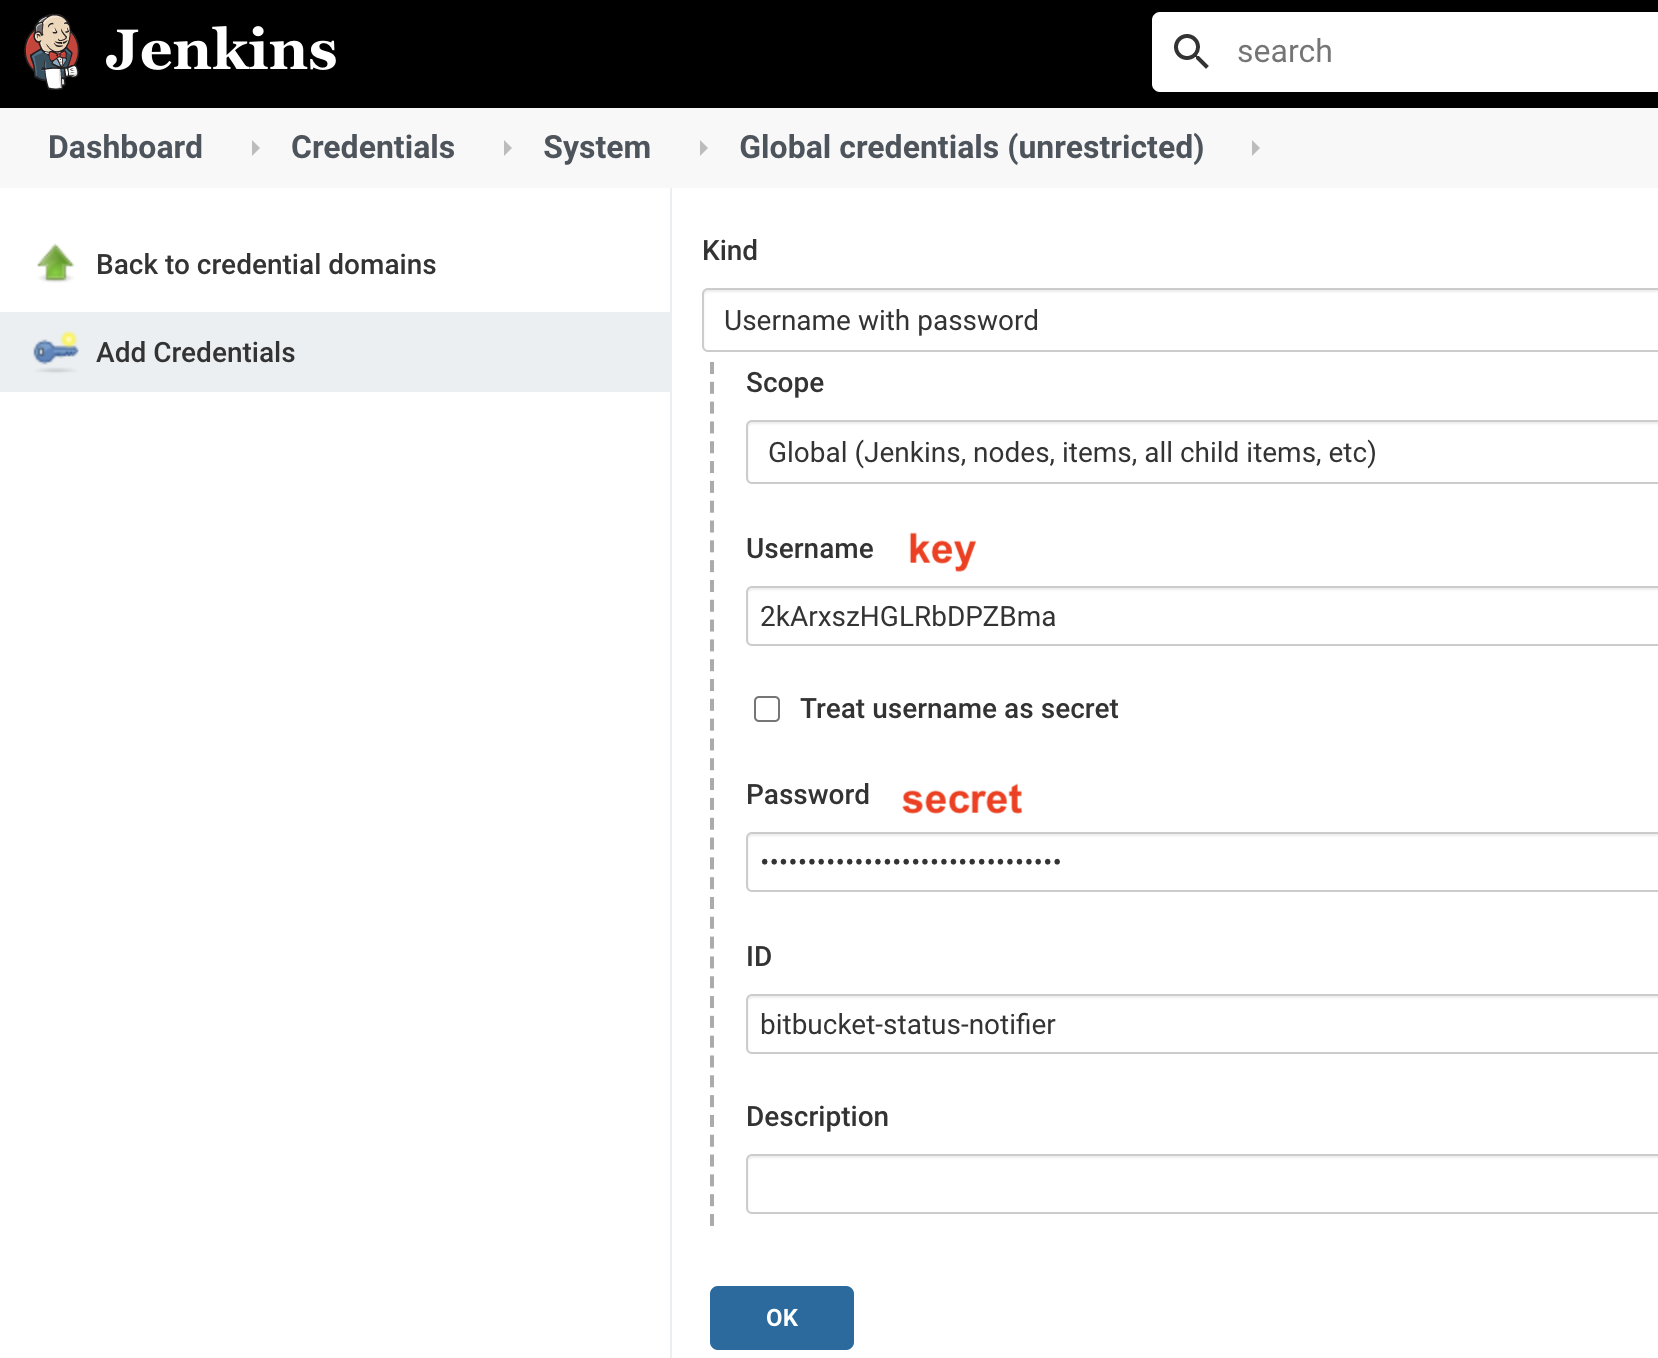 Jenkins
search
Dashboard Credentials System Global credentials (unrestricted)
Back to credential domains
Add Credentials
Kind
Username with password
Scope
Global (Jenkins, nodes, items, all child items, etc)
Username key
2kArxszHGLRbDPZBma
Treat username as secret
Password secret
••••••••••••••••••••••••••••••••
ID
bitbucket-status-notifier
Description
OK